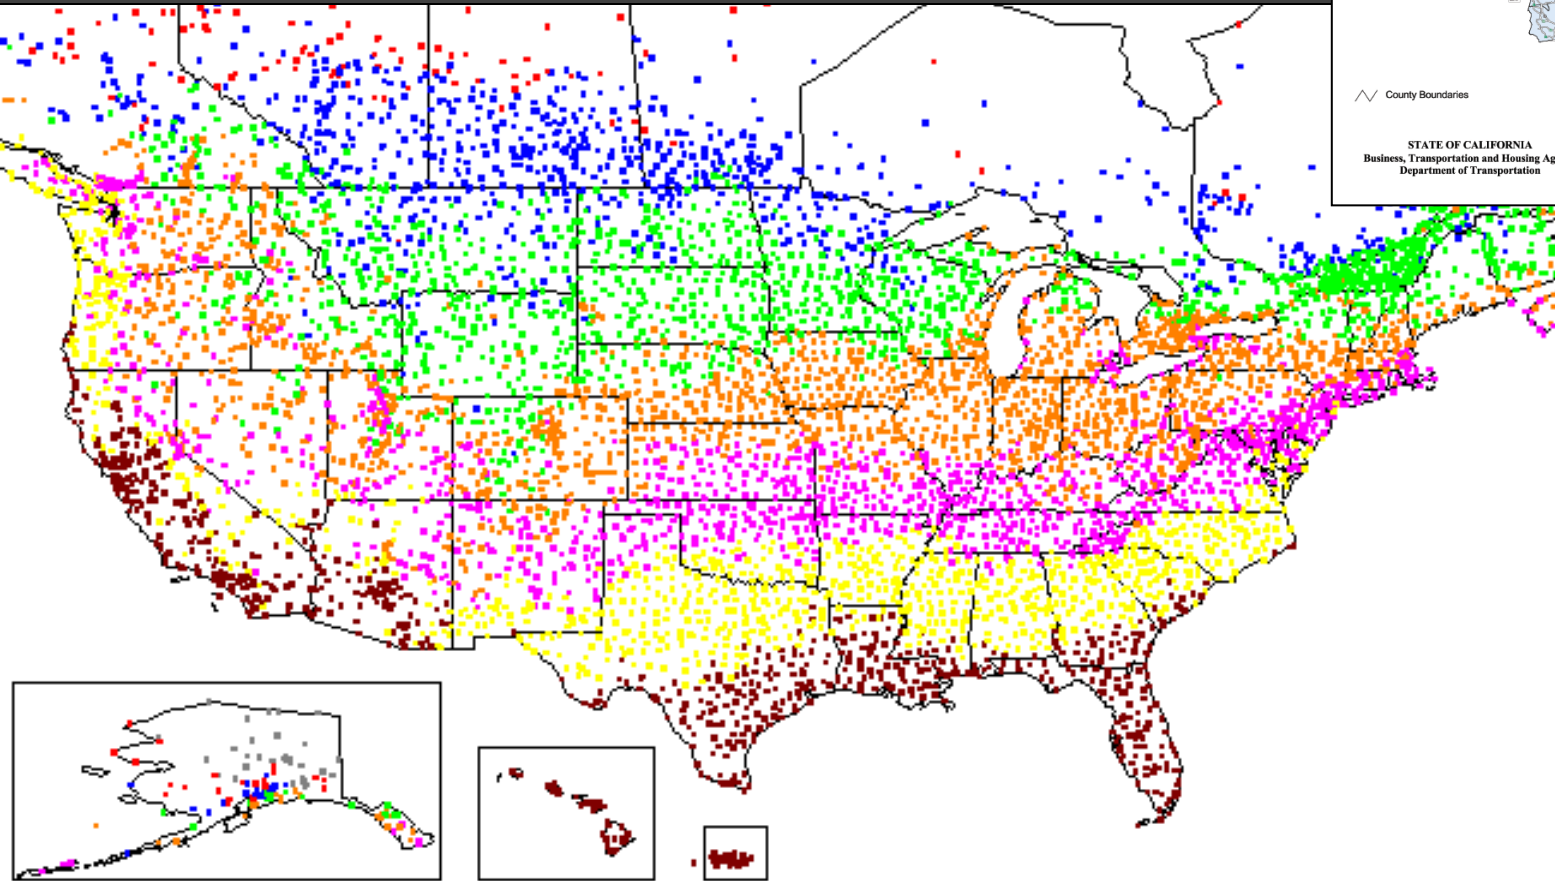 County Boundaries
STATE OF CALIFORNIA
Business, Transportation and Housing Ag
Department of Transportation